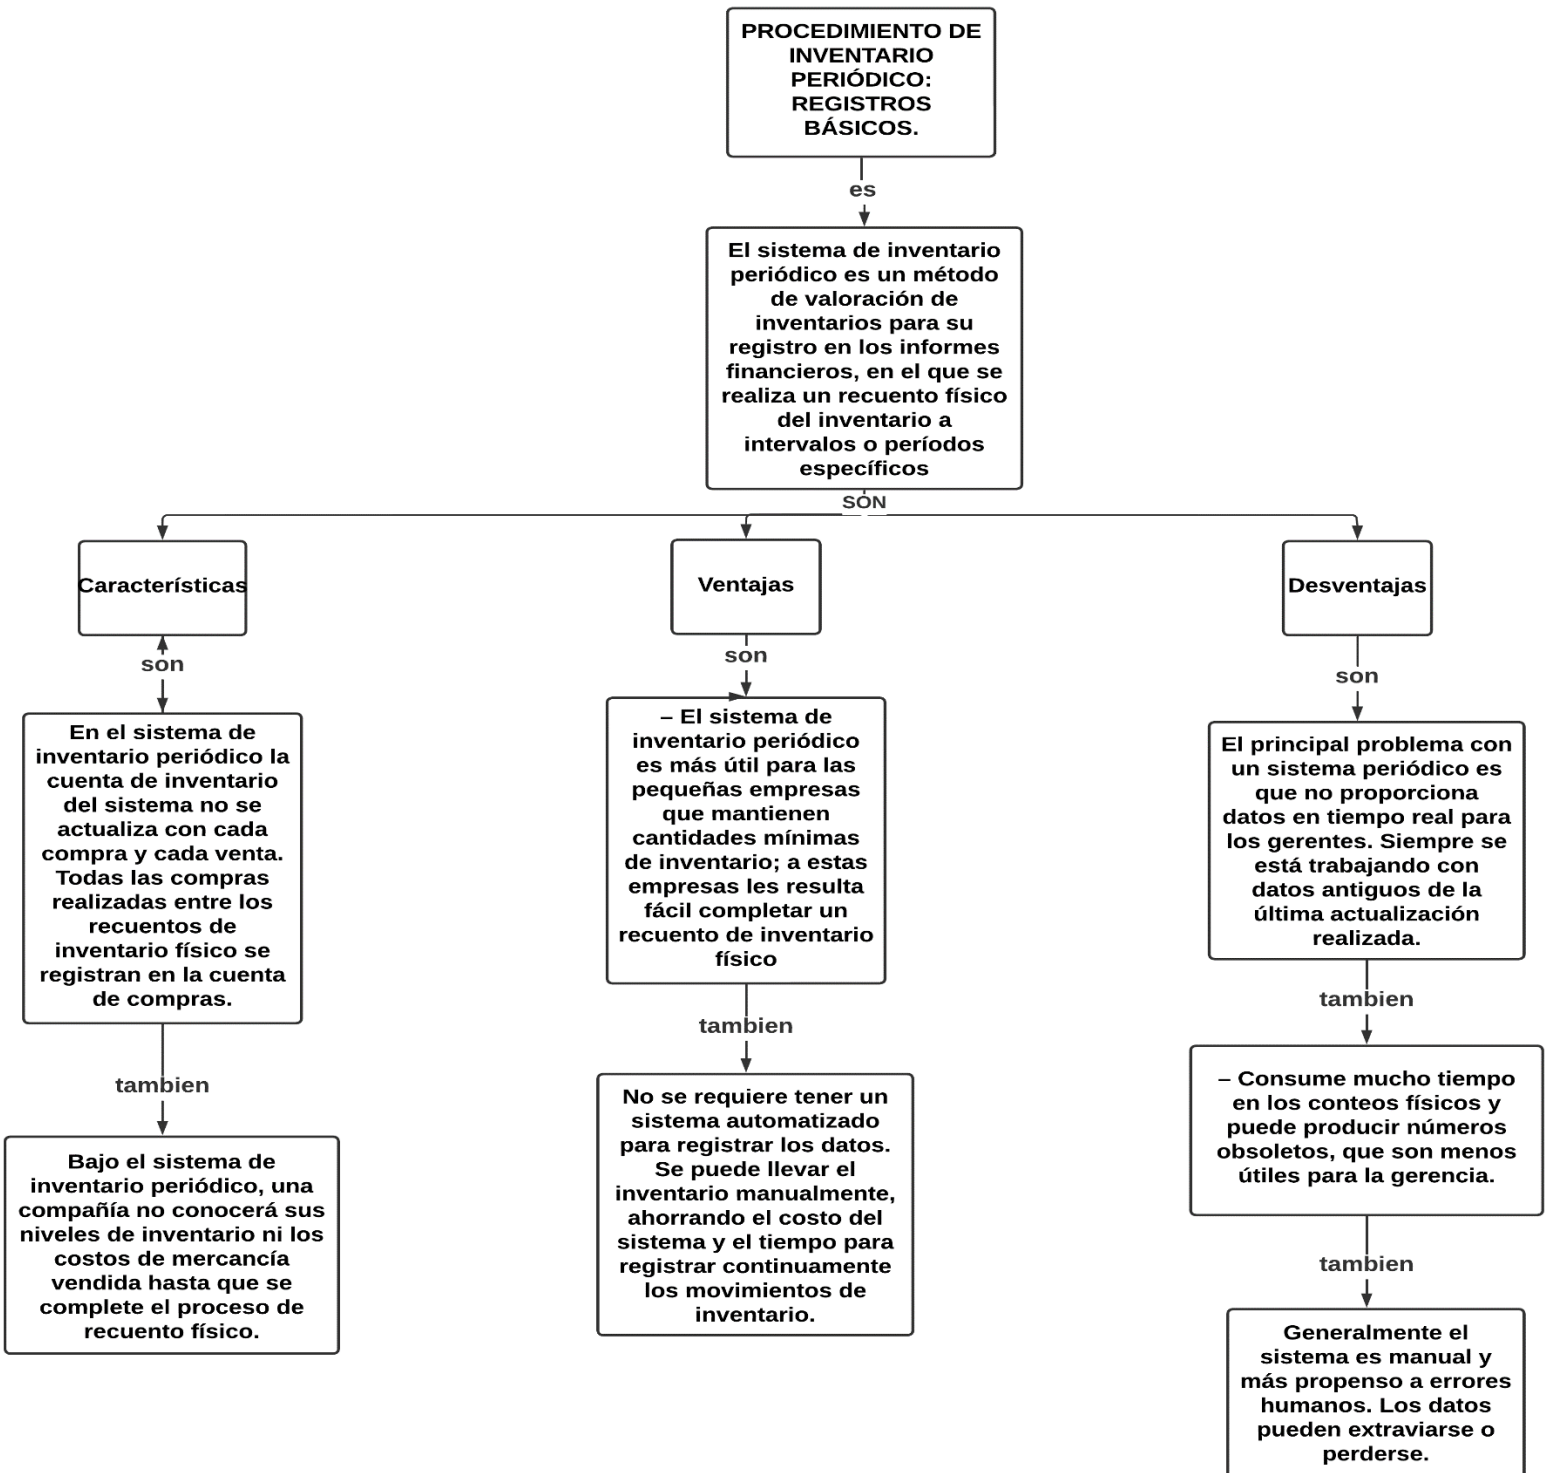 PROCEDIMIENTO DE
INVENTARIO
PERIÓDICO:
REGISTROS
BÁSICOS.
es
El sistema de inventario
periódico es un método
de valoración de
inventarios para su
registro en los informes
financieros, en el que se
realiza un recuento físico
del inventario a
intervalos o períodos
específicos
SON
Características
son
En el sistema de
inventario periódico la
cuenta de inventario
del sistema no se
actualiza con cada
compra y cada venta.
Todas las compras
realizadas entre los
recuentos de
inventario físico se
registran en la cuenta
de compras.
tambien
Bajo el sistema de
inventario periódico, una
compañía no conocerá sus
niveles de inventario ni los
costos de mercancía
vendida hasta que se
complete el proceso de
recuento físico.
Ventajas
son
– El sistema de
inventario periódico
es más útil para las
pequeñas empresas
que mantienen
cantidades mínimas
de inventario; a estas
empresas les resulta
fácil completar un
recuento de inventario
físico
tambien
No se requiere tener un
sistema automatizado
para registrar los datos.
Se puede llevar el
inventario manualmente,
ahorrando el costo del
sistema y el tiempo para
registrar continuamente
los movimientos de
inventario.
Desventajas
son
El principal problema con
un sistema periódico es
que no proporciona
datos en tiempo real para
los gerentes. Siempre se
está trabajando con
datos antiguos de la
última actualización
realizada.
tambien
– Consume mucho tiempo
en los conteos físicos y
puede producir números
obsoletos, que son menos
útiles para la gerencia.
tambien
Generalmente el
sistema es manual y
más propenso a errores
humanos. Los datos
pueden extraviarse o
perderse.